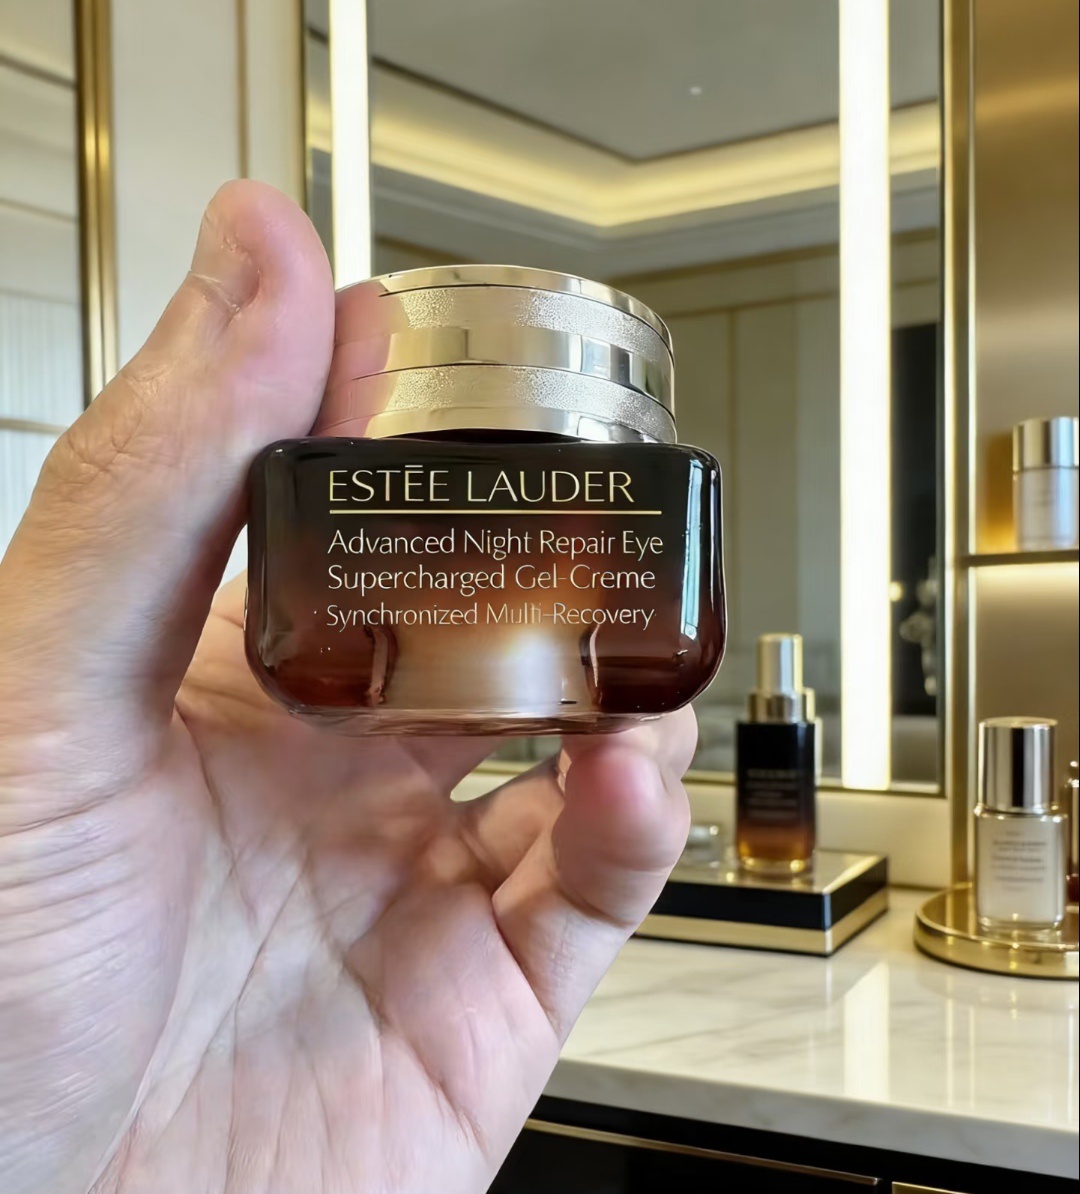 ESTĒE LAUDER
Advanced Night Repair Eye
Supercharged Gel-Creme
Synchronized Multi-Recovery